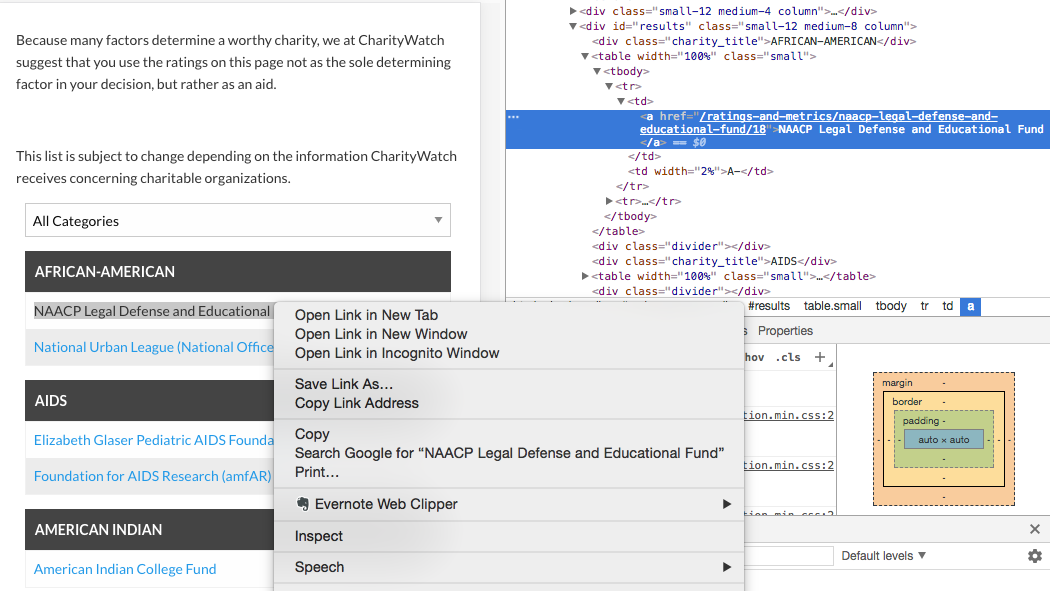 Because many factors determine a worthy charity, we at CharityWatch
suggest that you use the ratings on this page not as the sole determining
factor in your decision, but rather as an aid.
This list is subject to change depending on the information CharityWatch
receives concerning charitable organizations.
All Categories
AFRICAN-AMERICAN
NAACP Legal Defense and Educational
National Urban League (National Office
AIDS
Elizabeth Glaser Pediatric AIDS Founda
Foundation for AIDS Research (amfAR)
AMERICAN INDIAN
American Indian College Fund
Open Link in New Tab
Open Link in New Window
Open Link in Incognito Window
Save Link As…
Copy Link Address
Copy
Search Google for “NAACP Legal Defense and Educational Fund”
Print…
Evernote Web Clipper
Inspect
Speech
▶<div class="small-12 medium-4 column">…</div>
▼<div id="results" class="small-12 medium-8 column">
<div class="charity_title">AFRICAN-AMERICAN</div>
▼<table width="100%" class="small">
▼<tbody>
▼<tr>
▼<td>
<a href="/ratings-and-metrics/naacp-legal-defense-and-
educational-fund/18">NAACP Legal Defense and Educational Fund
</a> == $0
</td>
<td width="2%">A-</td>
</tr>
▶<tr>…</tr>
</tbody>
</table>
<div class="divider"></div>
<div class="charity_title">AIDS</div>
▶<table width="100%" class="small">…</table>
<div class="divider"></div>
#results table.small tbody tr td a
s Properties
hov .cls +
tion.min.css:2
tion.min.css:2
tion.min.css:2
margin -
border -
padding -
- - - auto × auto - - -
-
-
-
Default levels ▼